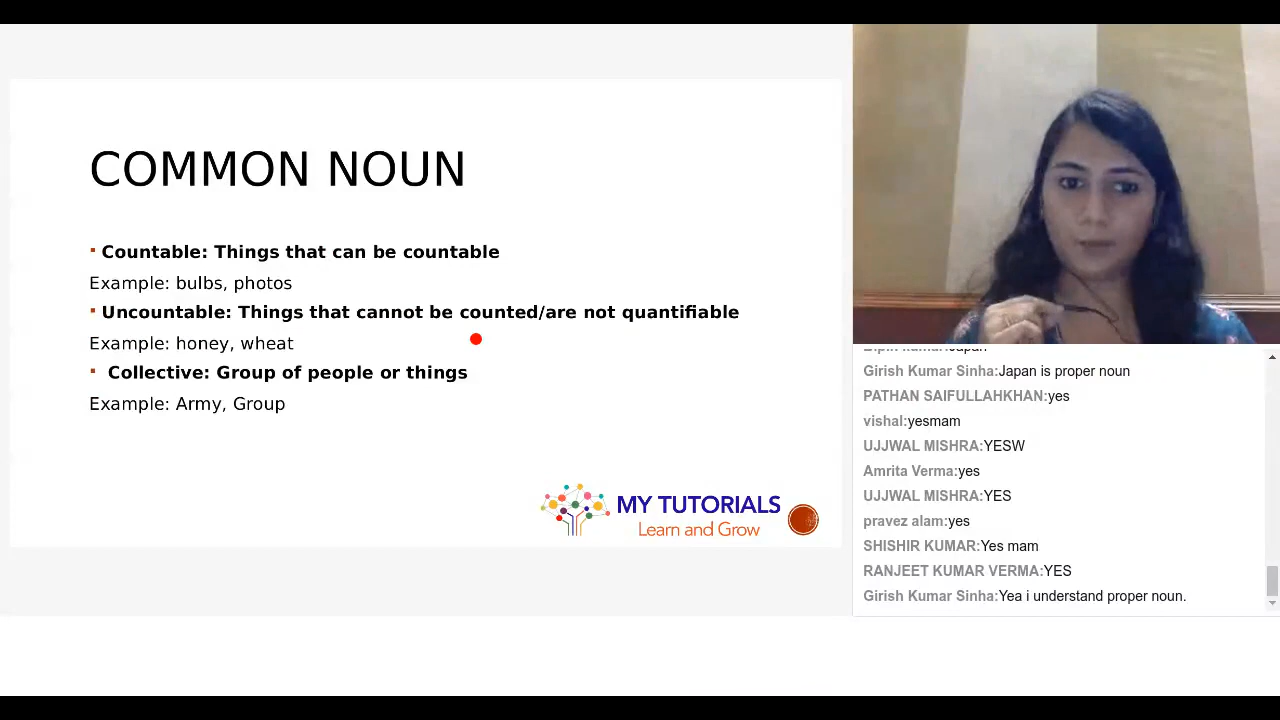 COMMON NOUN
▪ Countable: Things that can be countable
Example: bulbs, photos
▪ Uncountable: Things that cannot be counted/are not quantifiable
Example: honey, wheat
▪ Collective: Group of people or things
Example: Army, Group
MY TUTORIALS
Learn and Grow
Girish Kumar Sinha:Japan is proper noun
PATHAN SAIFULLAHKHAN:yes
vishal:yesmam
UJJWAL MISHRA:YESW
Amrita Verma:yes
UJJWAL MISHRA:YES
pravez alam:yes
SHISHIR KUMAR:Yes mam
RANJEET KUMAR VERMA:YES
Girish Kumar Sinha:Yea i understand proper noun.